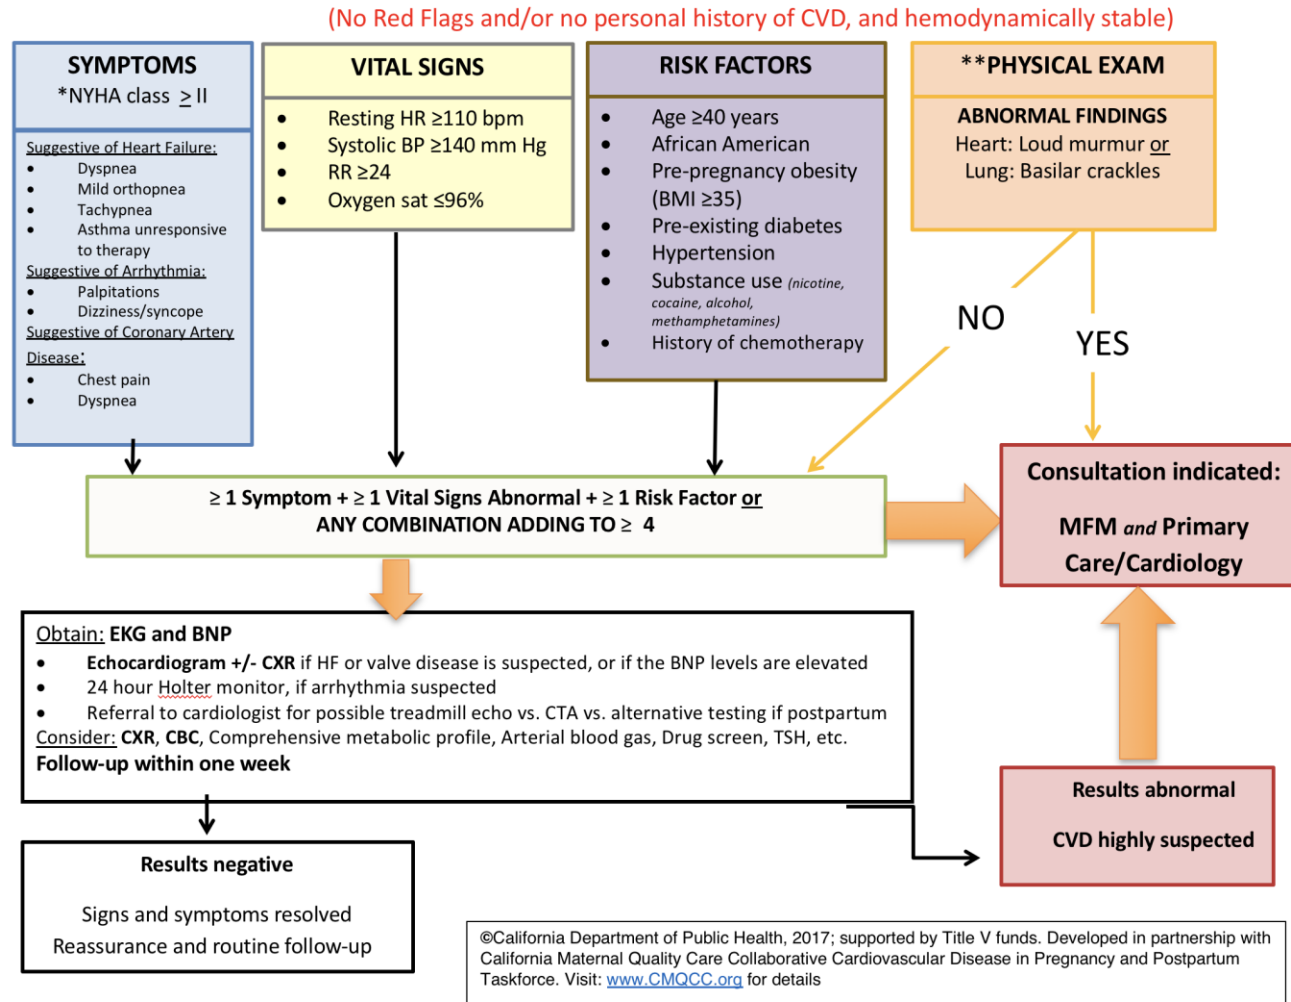 (No Red Flags and/or no personal history of CVD, and hemodynamically stable)
SYMPTOMS
*NYHA class ≥ II
Suggestive of Heart Failure:
• Dyspnea
• Mild orthopnea
• Tachypnea
• Asthma unresponsive
to therapy
Suggestive of Arrhythmia:
• Palpitations
• Dizziness/syncope
Suggestive of Coronary Artery
Disease:
• Chest pain
• Dyspnea
VITAL SIGNS
• Resting HR ≥110 bpm
• Systolic BP ≥140 mm Hg
• RR ≥24
• Oxygen sat ≤96%
RISK FACTORS
• Age ≥40 years
• African American
• Pre-pregnancy obesity
(BMI ≥35)
• Pre-existing diabetes
• Hypertension
• Substance use (nicotine,
cocaine, alcohol,
methamphetamines)
• History of chemotherapy
**PHYSICAL EXAM
ABNORMAL FINDINGS
Heart: Loud murmur or
Lung: Basilar crackles
NO
YES
≥ 1 Symptom + ≥ 1 Vital Signs Abnormal + ≥ 1 Risk Factor or
ANY COMBINATION ADDING TO ≥ 4
Consultation indicated:
MFM and Primary
Care/Cardiology
Obtain: EKG and BNP
• Echocardiogram +/- CXR if HF or valve disease is suspected, or if the BNP levels are elevated
• 24 hour Holter monitor, if arrhythmia suspected
• Referral to cardiologist for possible treadmill echo vs. CTA vs. alternative testing if postpartum
Consider: CXR, CBC, Comprehensive metabolic profile, Arterial blood gas, Drug screen, TSH, etc.
Follow-up within one week
Results abnormal
CVD highly suspected
Results negative
Signs and symptoms resolved
Reassurance and routine follow-up
©California Department of Public Health, 2017; supported by Title V funds. Developed in partnership with
California Maternal Quality Care Collaborative Cardiovascular Disease in Pregnancy and Postpartum
Taskforce. Visit: www.CMQCC.org for details